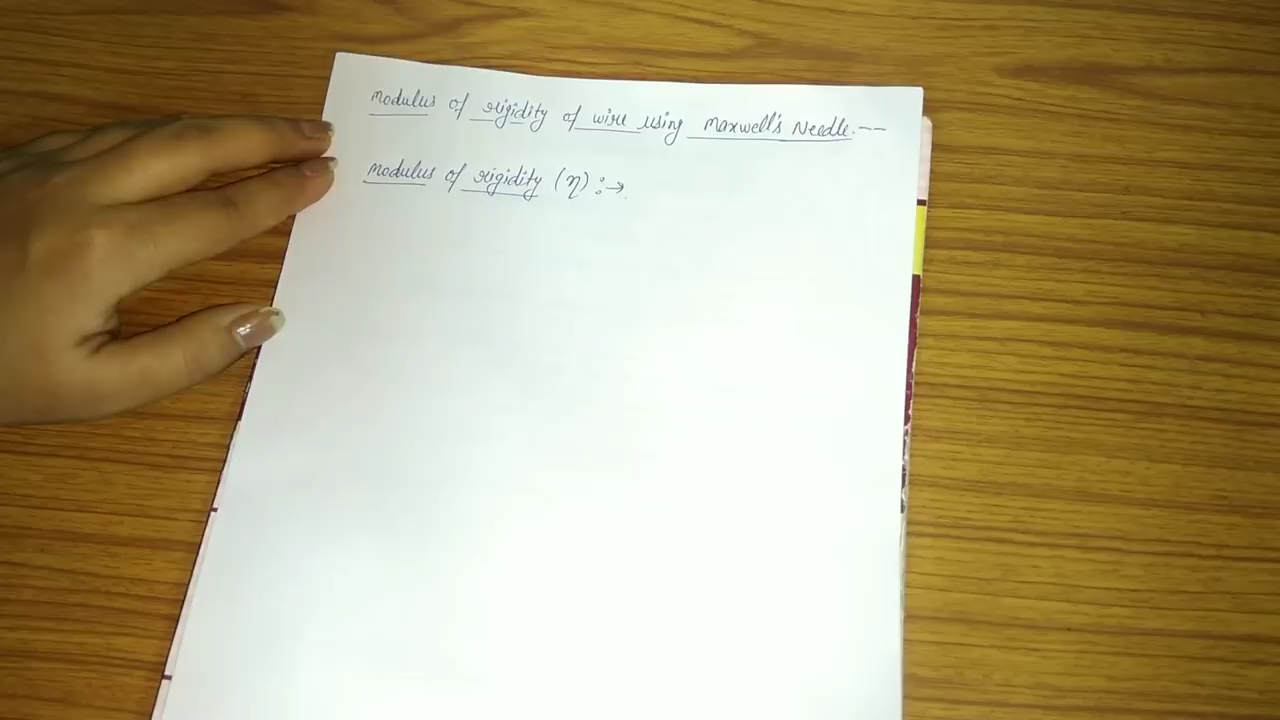 Modulus of rigidity of wire using Maxwell's Needle.--
Modulus of rigidity (η) :→